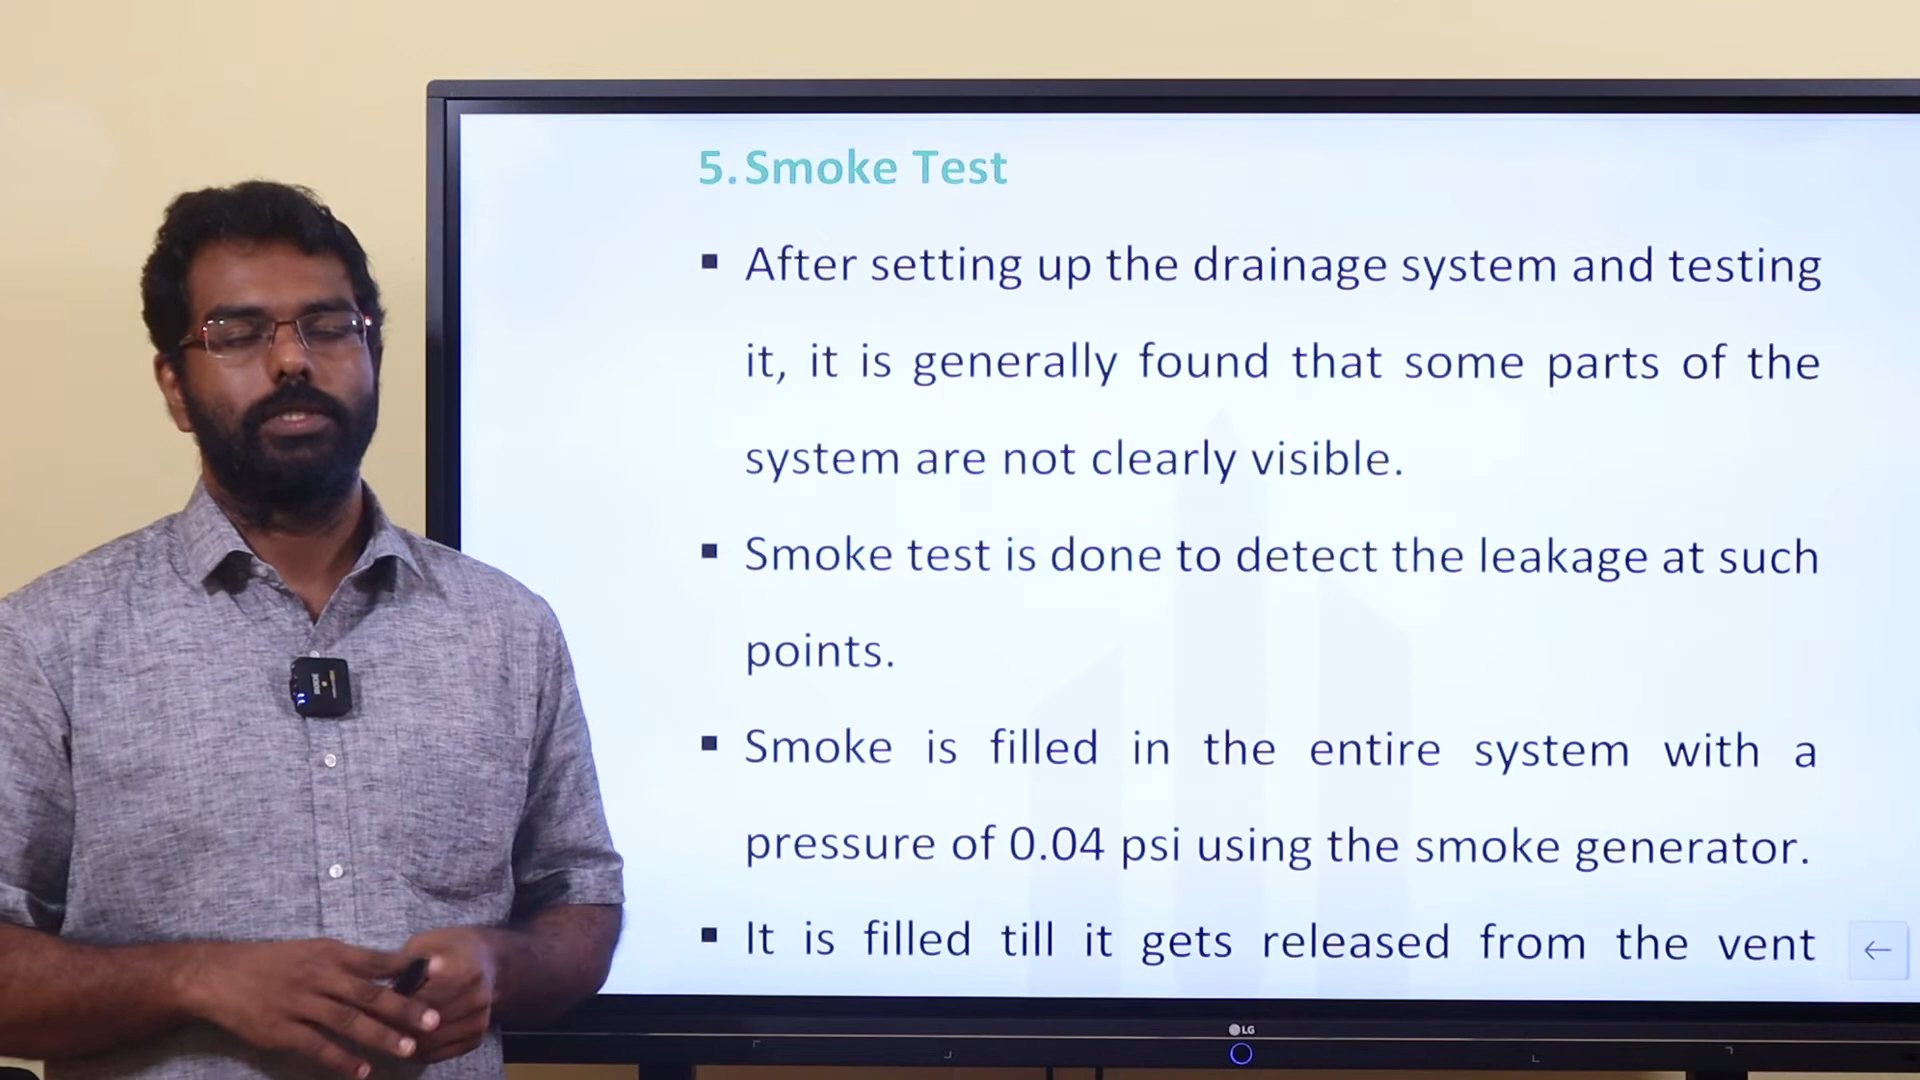 5. Smoke Test
▪ After setting up the drainage system and testing
it, it is generally found that some parts of the
system are not clearly visible.
▪ Smoke test is done to detect the leakage at such
points.
▪ Smoke is filled in the entire system with a
pressure of 0.04 psi using the smoke generator.
▪ It is filled till it gets released from the vent
LG